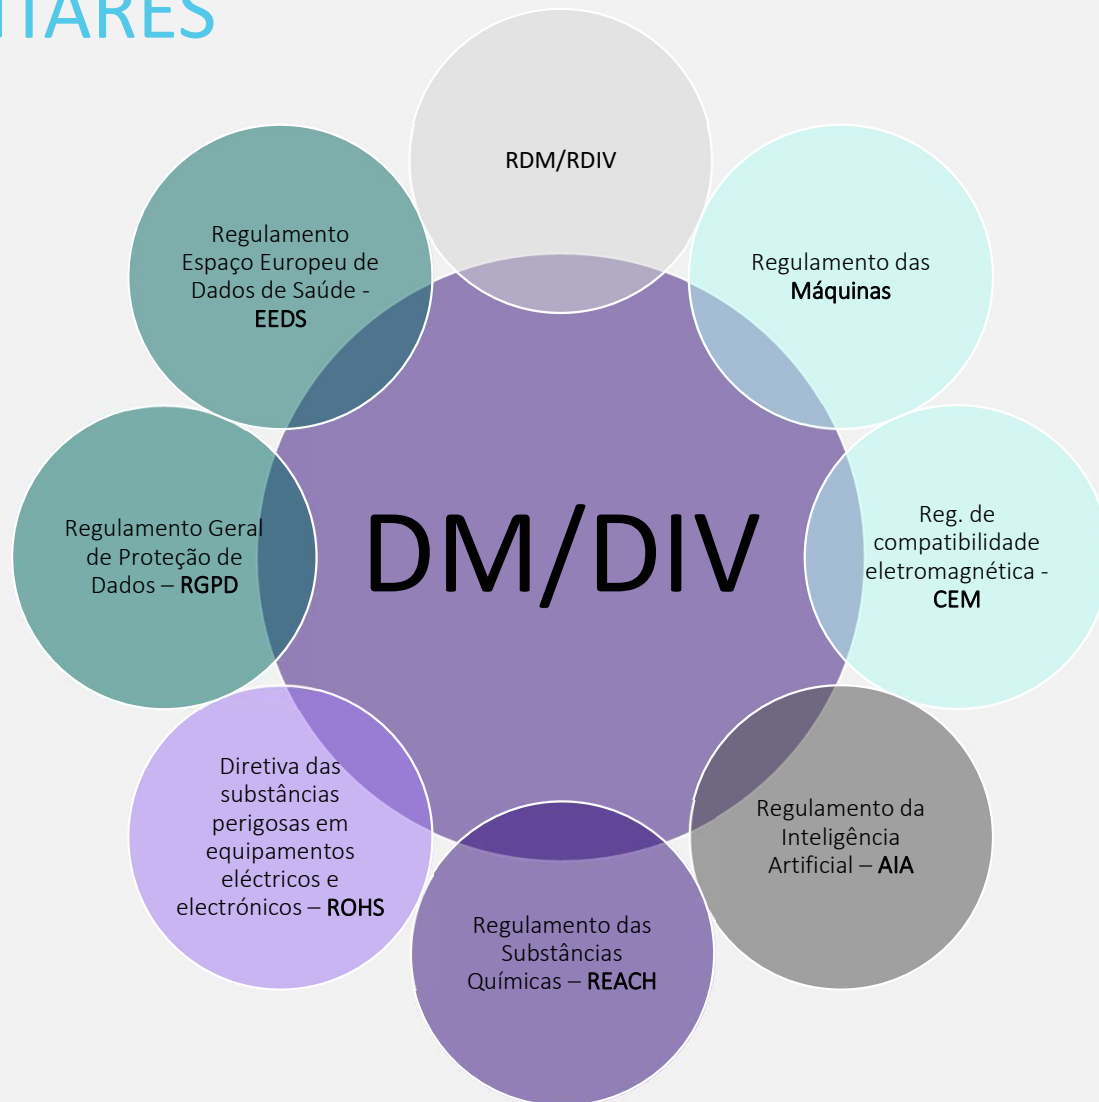 ITARES
RDM/RDIV
Regulamento
Espaço Europeu de
Dados de Saúde -
EEDS
Regulamento das
Máquinas
Regulamento Geral
de Proteção de
Dados – RGPD
DM/DIV
Reg. de
compatibilidade
eletromagnética -
CEM
Diretiva das
substâncias
perigosas em
equipamentos
eléctricos e
electrónicos – ROHS
Regulamento da
Inteligência
Artificial – AIA
Regulamento das
Substâncias
Químicas – REACH